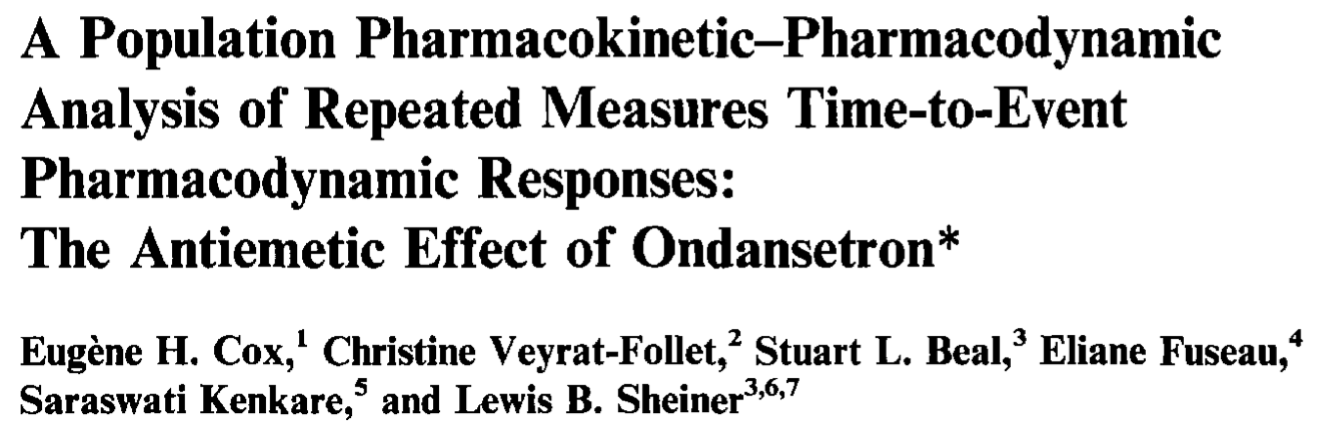 A Population Pharmacokinetic–Pharmacodynamic
Analysis of Repeated Measures Time-to-Event
Pharmacodynamic Responses:
The Antiemetic Effect of Ondansetron*
Eugène H. Cox,¹ Christine Veyrat-Follet,² Stuart L. Beal,³ Eliane Fuseau,⁴
Saraswati Kenkare,⁵ and Lewis B. Sheiner³,⁶,⁷